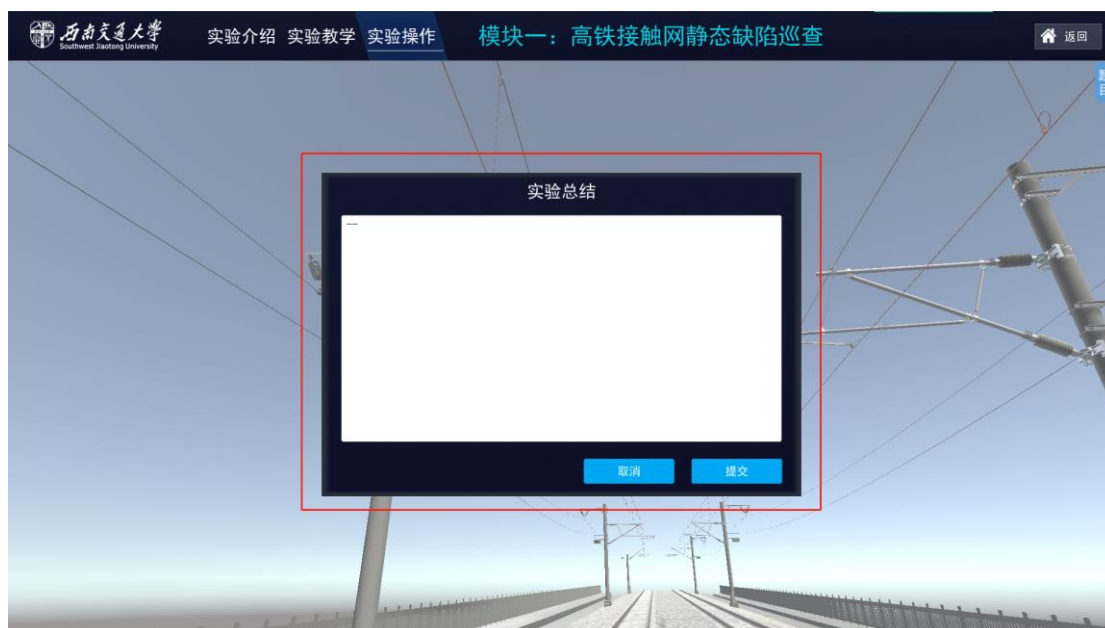 西南交通大学
Southwest Jiaotong University
实验介绍 实验教学 实验操作
模块一：高铁接触网静态缺陷巡查
返回
题目
实验总结
取消 提交